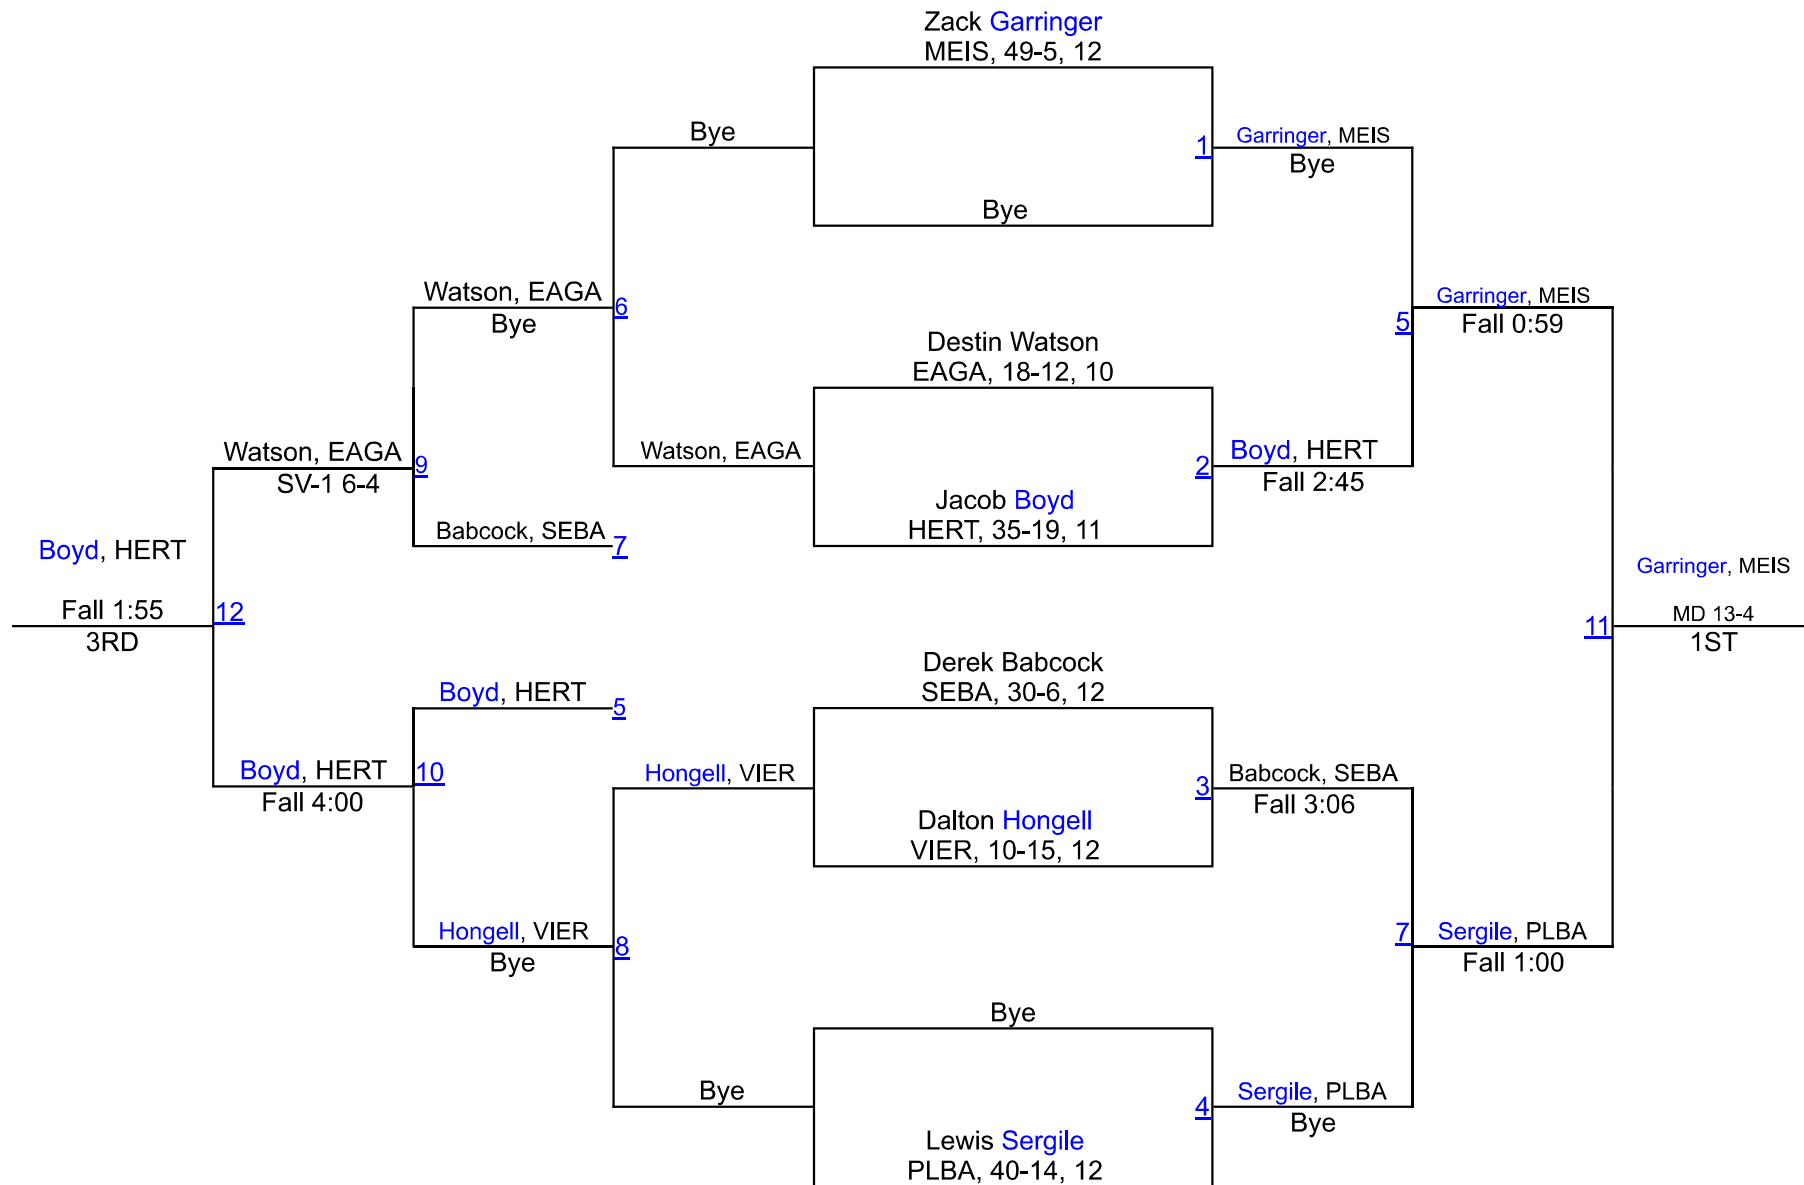 Zack Garringer
MEIS, 49-5, 12
Bye
1
Garringer, MEIS
Bye
Bye
Watson, EAGA
Bye
6
Garringer, MEIS
5
Fall 0:59
Destin Watson
EAGA, 18-12, 10
Watson, EAGA
SV-1 6-4
9
Watson, EAGA
2
Boyd, HERT
Fall 2:45
Jacob Boyd
HERT, 35-19, 11
Babcock, SEBA
7
Boyd, HERT
Fall 1:55
3RD
12
Garringer, MEIS
11
MD 13-4
1ST
Derek Babcock
SEBA, 30-6, 12
Boyd, HERT
5
Boyd, HERT
Fall 4:00
10
Hongell, VIER
3
Babcock, SEBA
Fall 3:06
Dalton Hongell
VIER, 10-15, 12
Hongell, VIER
Bye
8
7
Sergile, PLBA
Fall 1:00
Bye
Bye
4
Sergile, PLBA
Bye
Lewis Sergile
PLBA, 40-14, 12